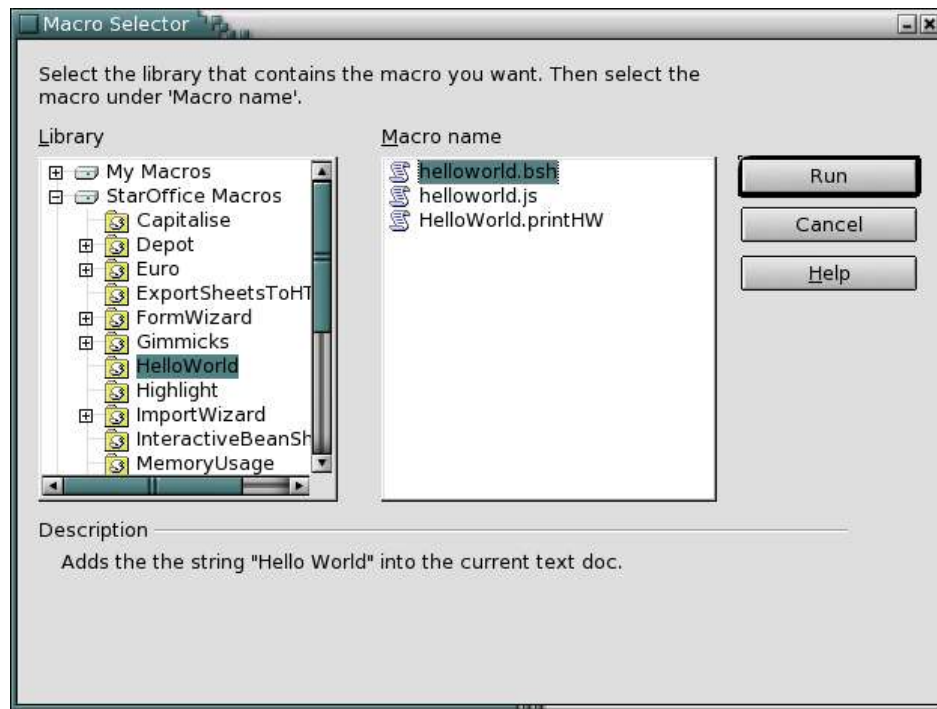 Macro Selector
Select the library that contains the macro you want. Then select the
macro under 'Macro name'.
Library
Macro name
My Macros
StarOffice Macros
Capitalise
Depot
Euro
ExportSheetsToHT
FormWizard
Gimmicks
HelloWorld
Highlight
ImportWizard
InteractiveBeanSh
MemoryUsage
helloworld.bsh
helloworld.js
HelloWorld.printHW
Run
Cancel
Help
Description
Adds the the string "Hello World" into the current text doc.